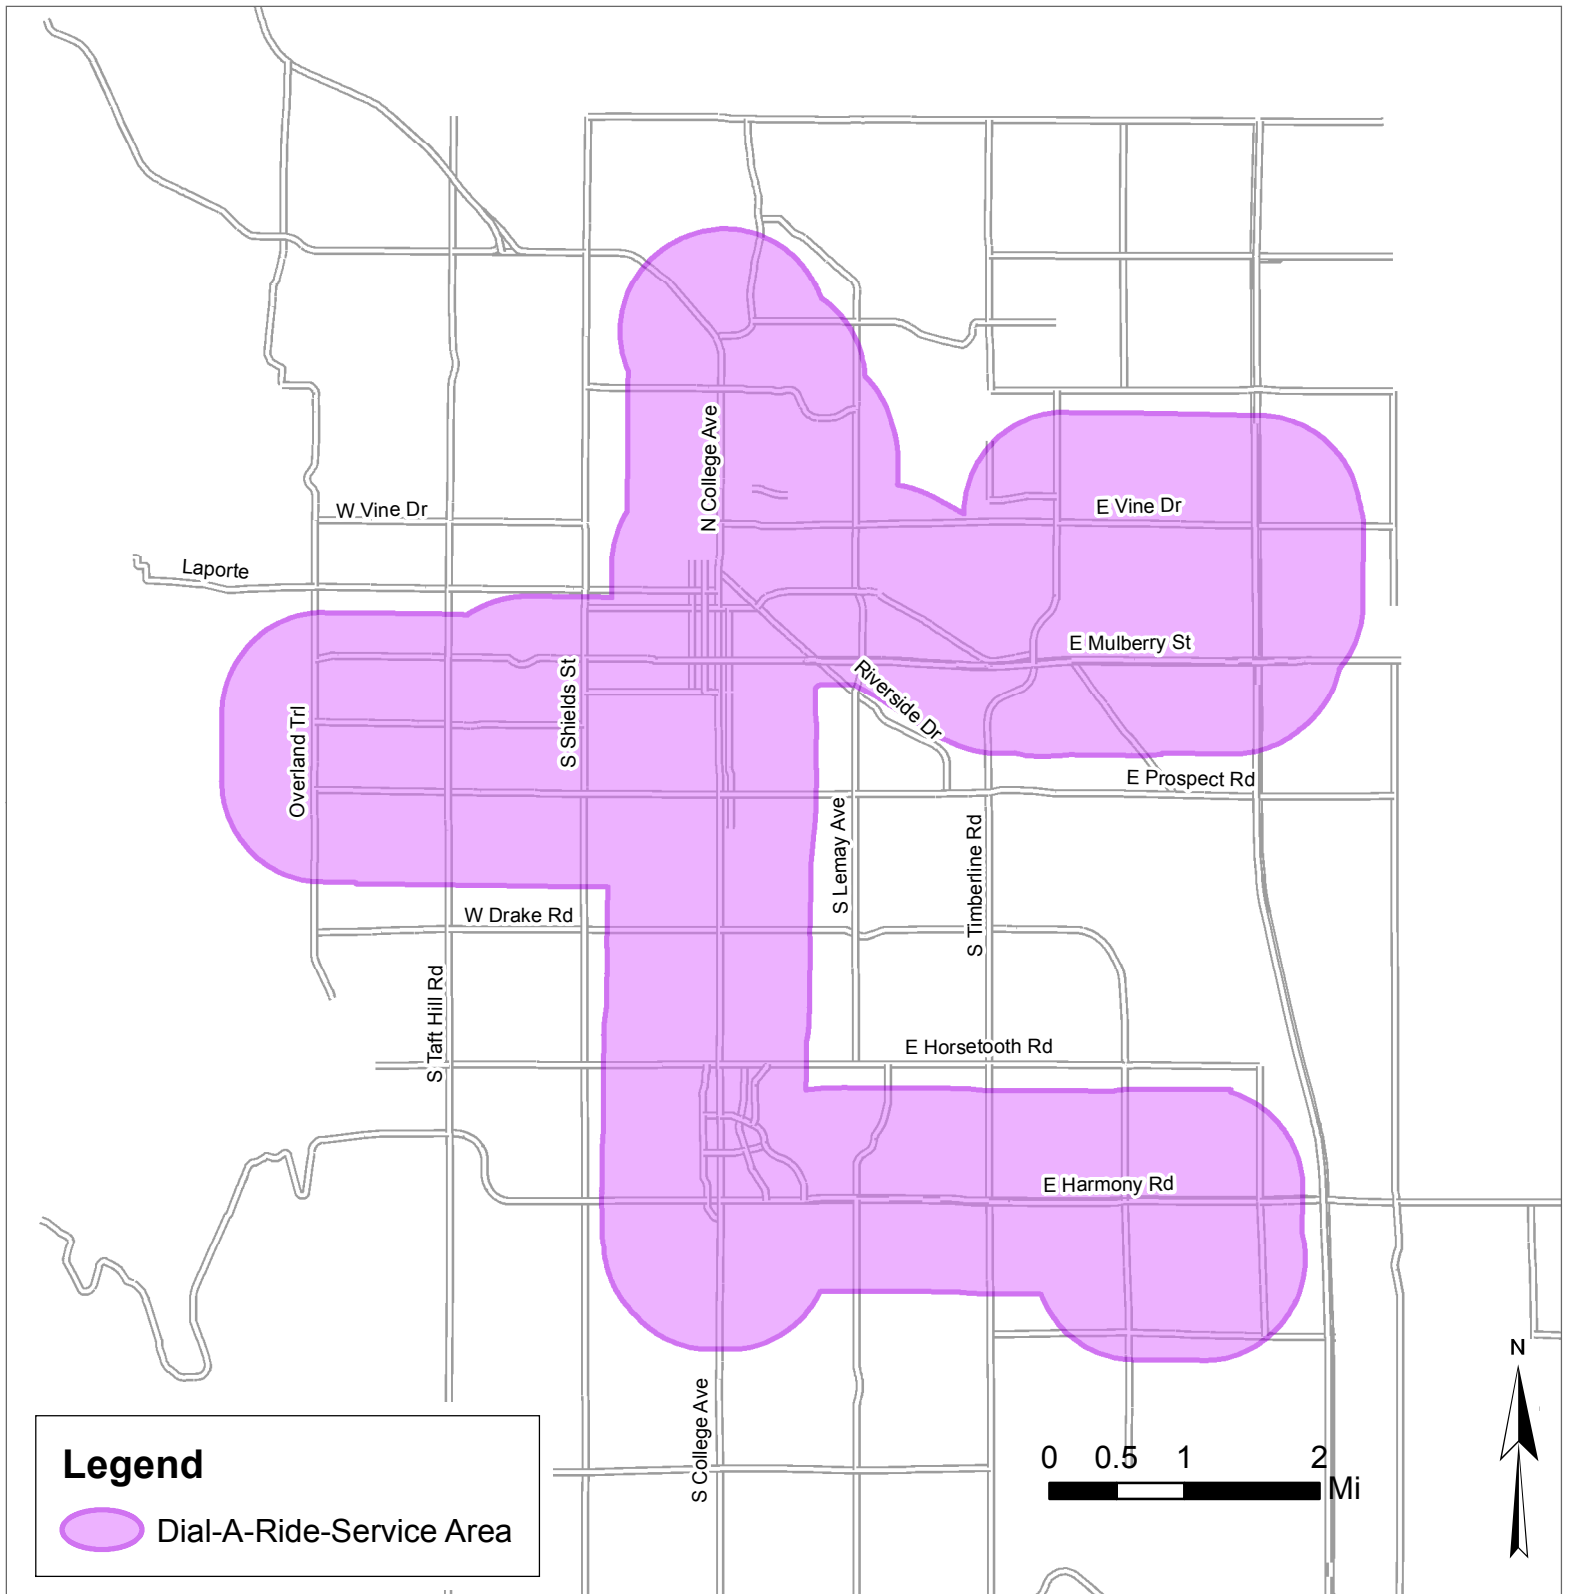 N College Ave
W Vine Dr
E Vine Dr
Laporte
E Mulberry St
Riverside Dr
S Shields St
Overland Trl
E Prospect Rd
S Lemay Ave
S Timberline Rd
W Drake Rd
S Taft Hill Rd
E Horsetooth Rd
E Harmony Rd
S College Ave
N
0 0.5 1 2
Mi
Legend
Dial-A-Ride-Service Area